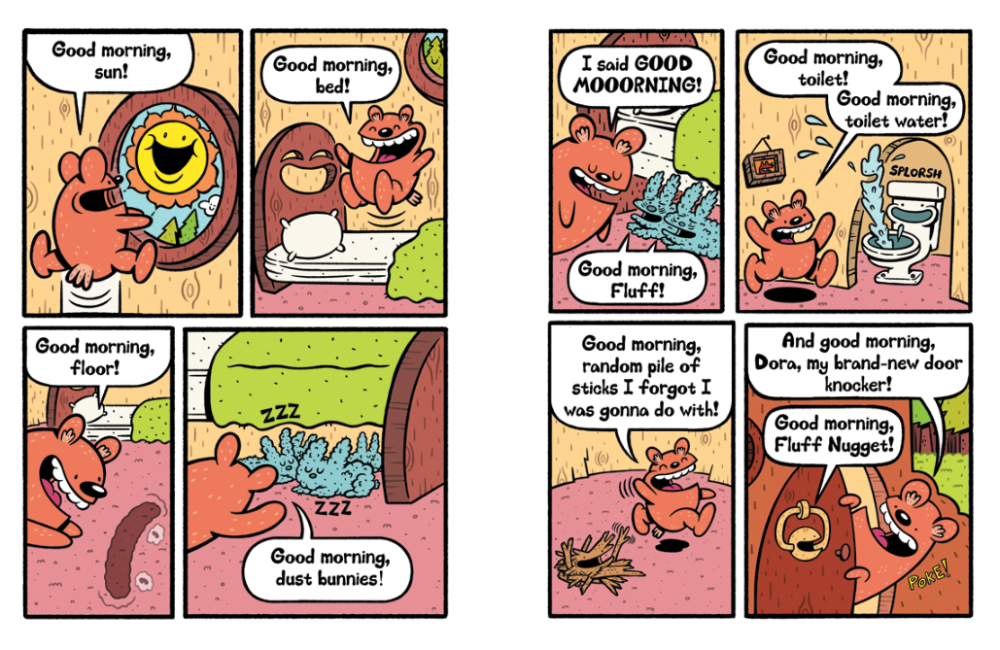 Good morning,
sun!
Good morning,
bed!
Good morning,
floor!
ZZZ
ZZZ
Good morning,
dust bunnies!
I said GOOD
MOOORNING!
Good morning,
Fluff!
Good morning,
toilet!
Good morning,
toilet water!
SPLORSH
Good morning,
random pile of
sticks I forgot I
was gonna do with!
And good morning,
Dora, my brand-new door
knocker!
Good morning,
Fluff Nugget!
POKE!